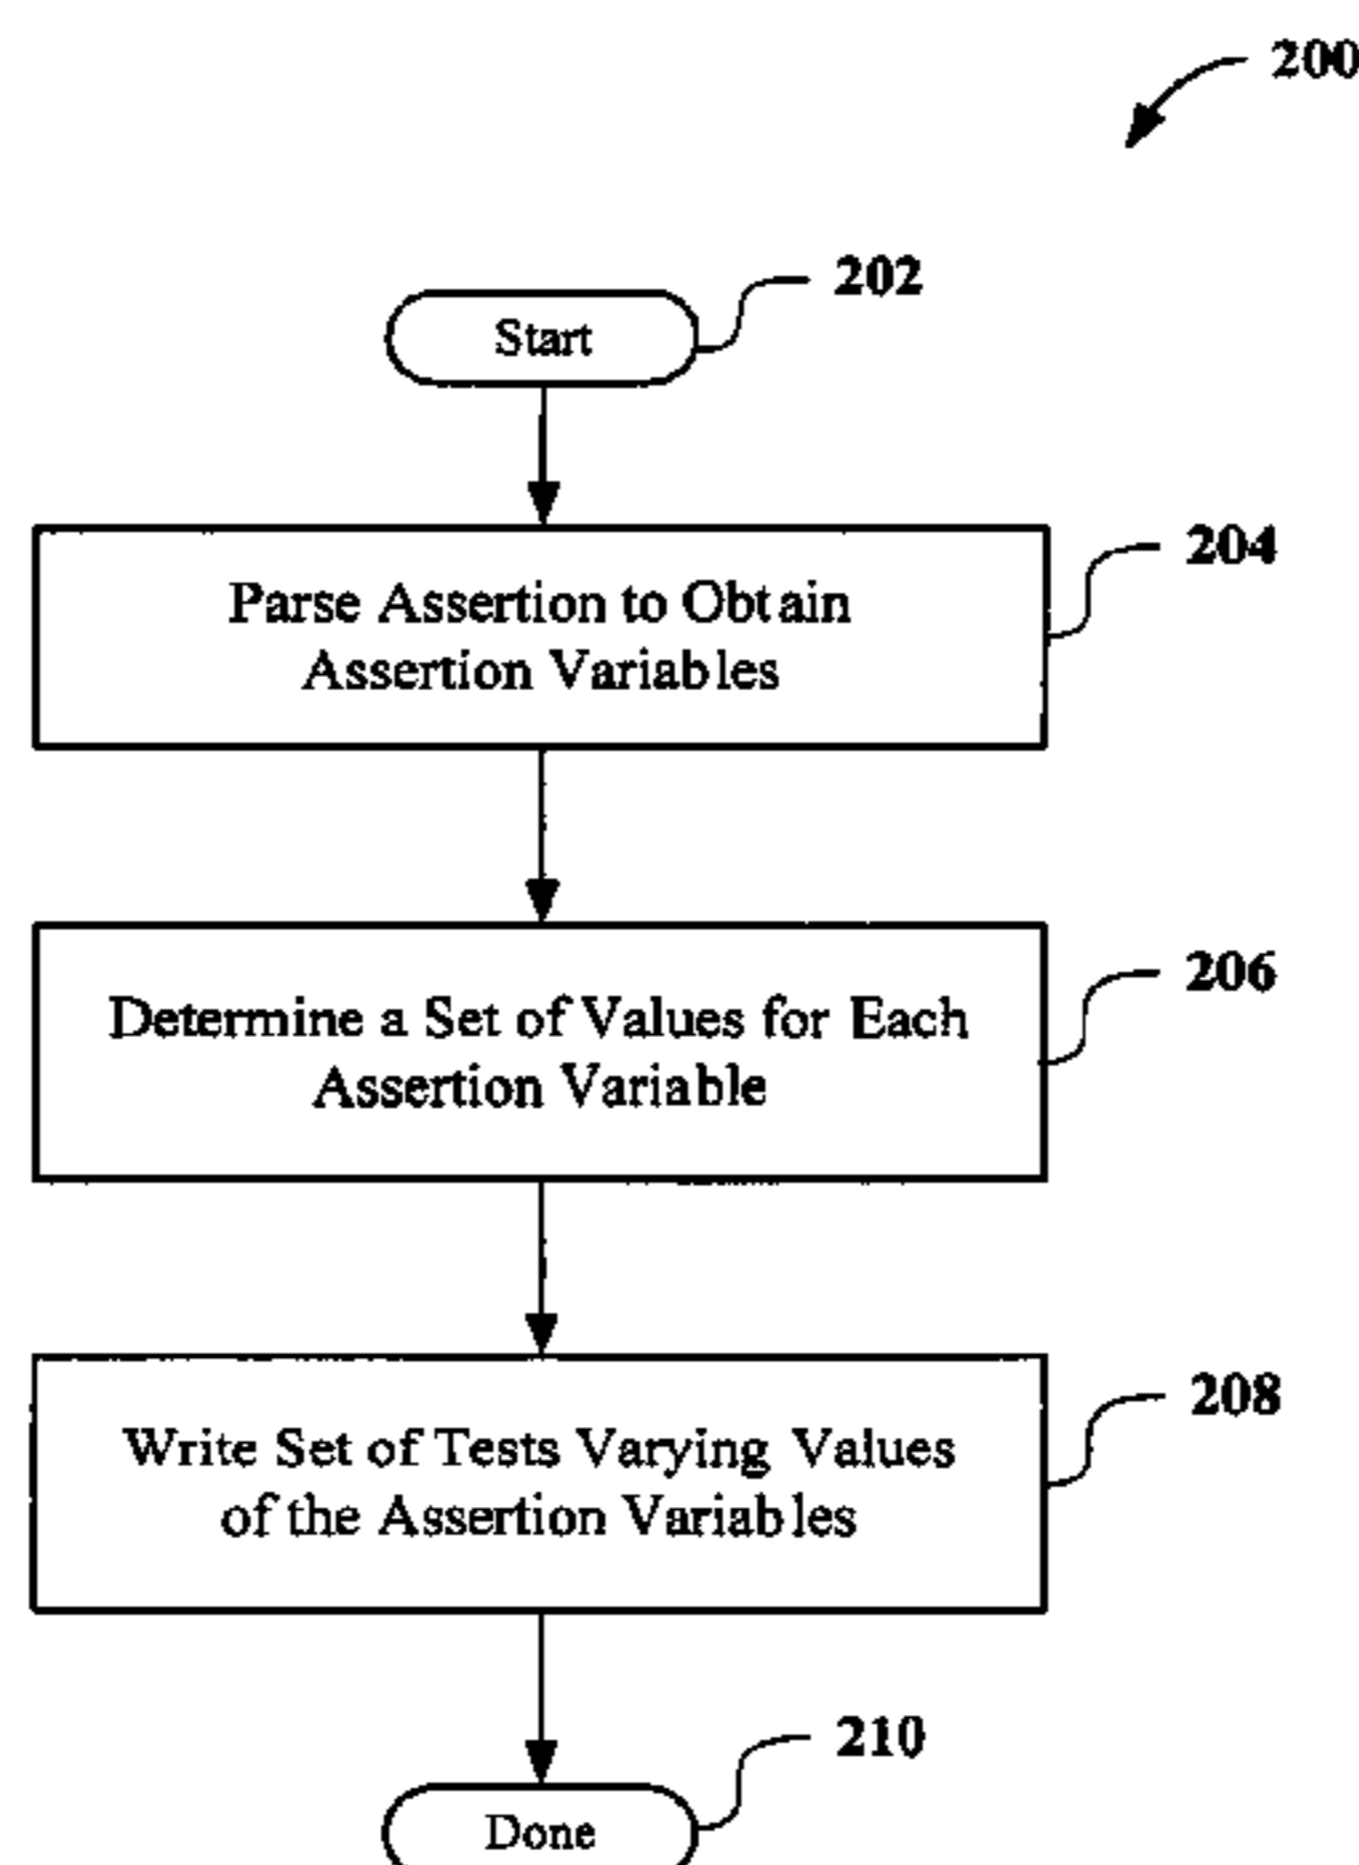 200
202
Start
204
Parse Assertion to Obtain
Assertion Variables
206
Determine a Set of Values for Each
Assertion Variable
208
Write Set of Tests Varying Values
of the Assertion Variables
210
Done